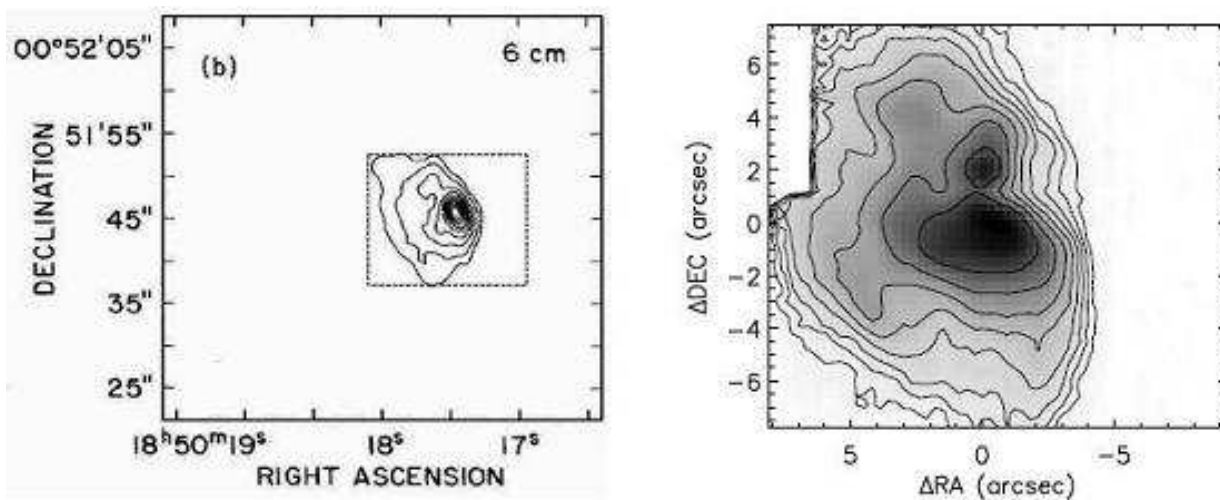 (b)
6 cm
DECLINATION
00°52'05"
51'55"
45"
35"
25"
18ʰ50ᵐ19ˢ
18ˢ
17ˢ
RIGHT ASCENSION
ΔDEC (arcsec)
6
4
2
0
-2
-4
-6
5
0
-5
ΔRA (arcsec)